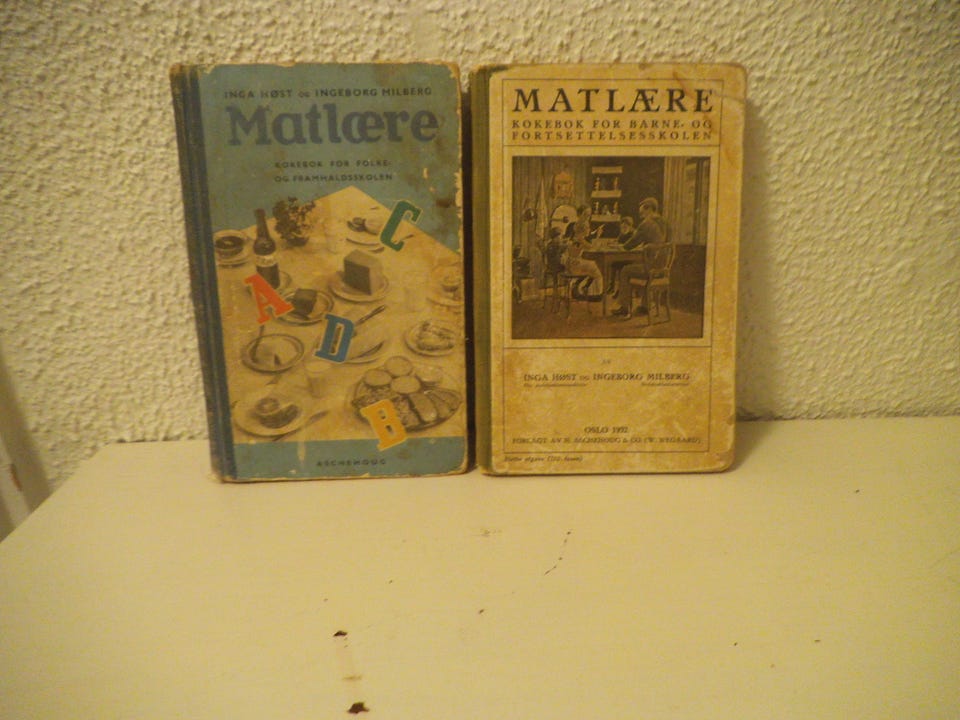 INGA HØST OG INGEBORG MILBERG
Matlære
KOKEBOK FOR FOLKE-
OG FRAMHALDSSKOLEN
C
A
D
B
ASCHEHOUG
MATLÆRE
KOKEBOK FOR BARNE- OG
FORTSETTELSESSKOLEN
AV
INGA HØST OG INGEBORG MILBERG
OSLO 1932
FORLAGT AV H. ASCHEHOUG & CO. (W. NYGAARD)